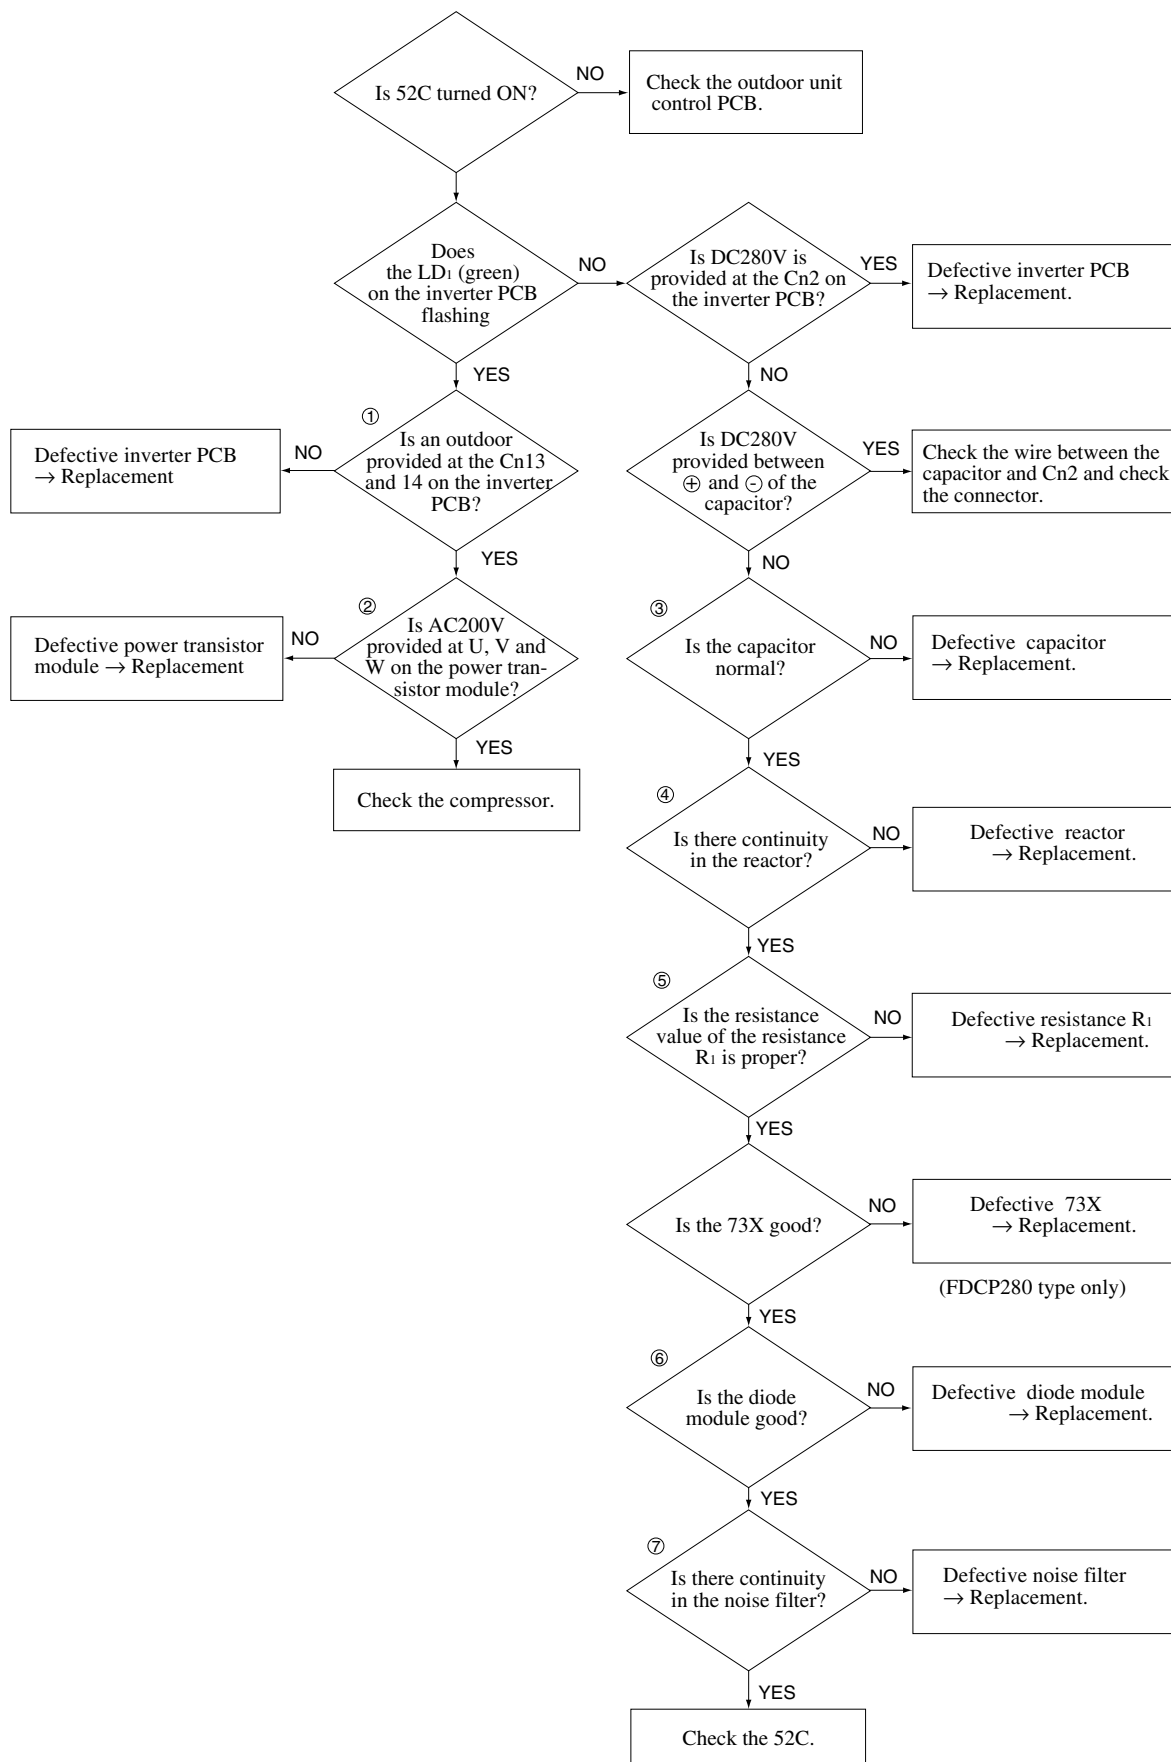 Is 52C turned ON?
NO
Check the outdoor unit
control PCB.
Does
the LD1 (green)
on the inverter PCB
flashing
NO
Is DC280V is
provided at the Cn2 on
the inverter PCB?
YES
Defective inverter PCB
→ Replacement.
YES
NO
①
Is an outdoor
provided at the Cn13
and 14 on the inverter
PCB?
NO
Defective inverter PCB
→ Replacement
Is DC280V
provided between
⊕ and ⊖ of the
capacitor?
YES
Check the wire between the
capacitor and Cn2 and check
the connector.
YES
NO
②
Is AC200V
provided at U, V and
W on the power tran-
sistor module?
NO
Defective power transistor
module → Replacement
YES
Check the compressor.
③
Is the capacitor
normal?
NO
Defective capacitor
→ Replacement.
YES
④
Is there continuity
in the reactor?
NO
Defective reactor
→ Replacement.
YES
⑤
Is the resistance
value of the resistance
R1 is proper?
NO
Defective resistance R1
→ Replacement.
YES
Is the 73X good?
NO
Defective 73X
→ Replacement.
(FDCP280 type only)
YES
⑥
Is the diode
module good?
NO
Defective diode module
→ Replacement.
YES
⑦
Is there continuity
in the noise filter?
NO
Defective noise filter
→ Replacement.
YES
Check the 52C.